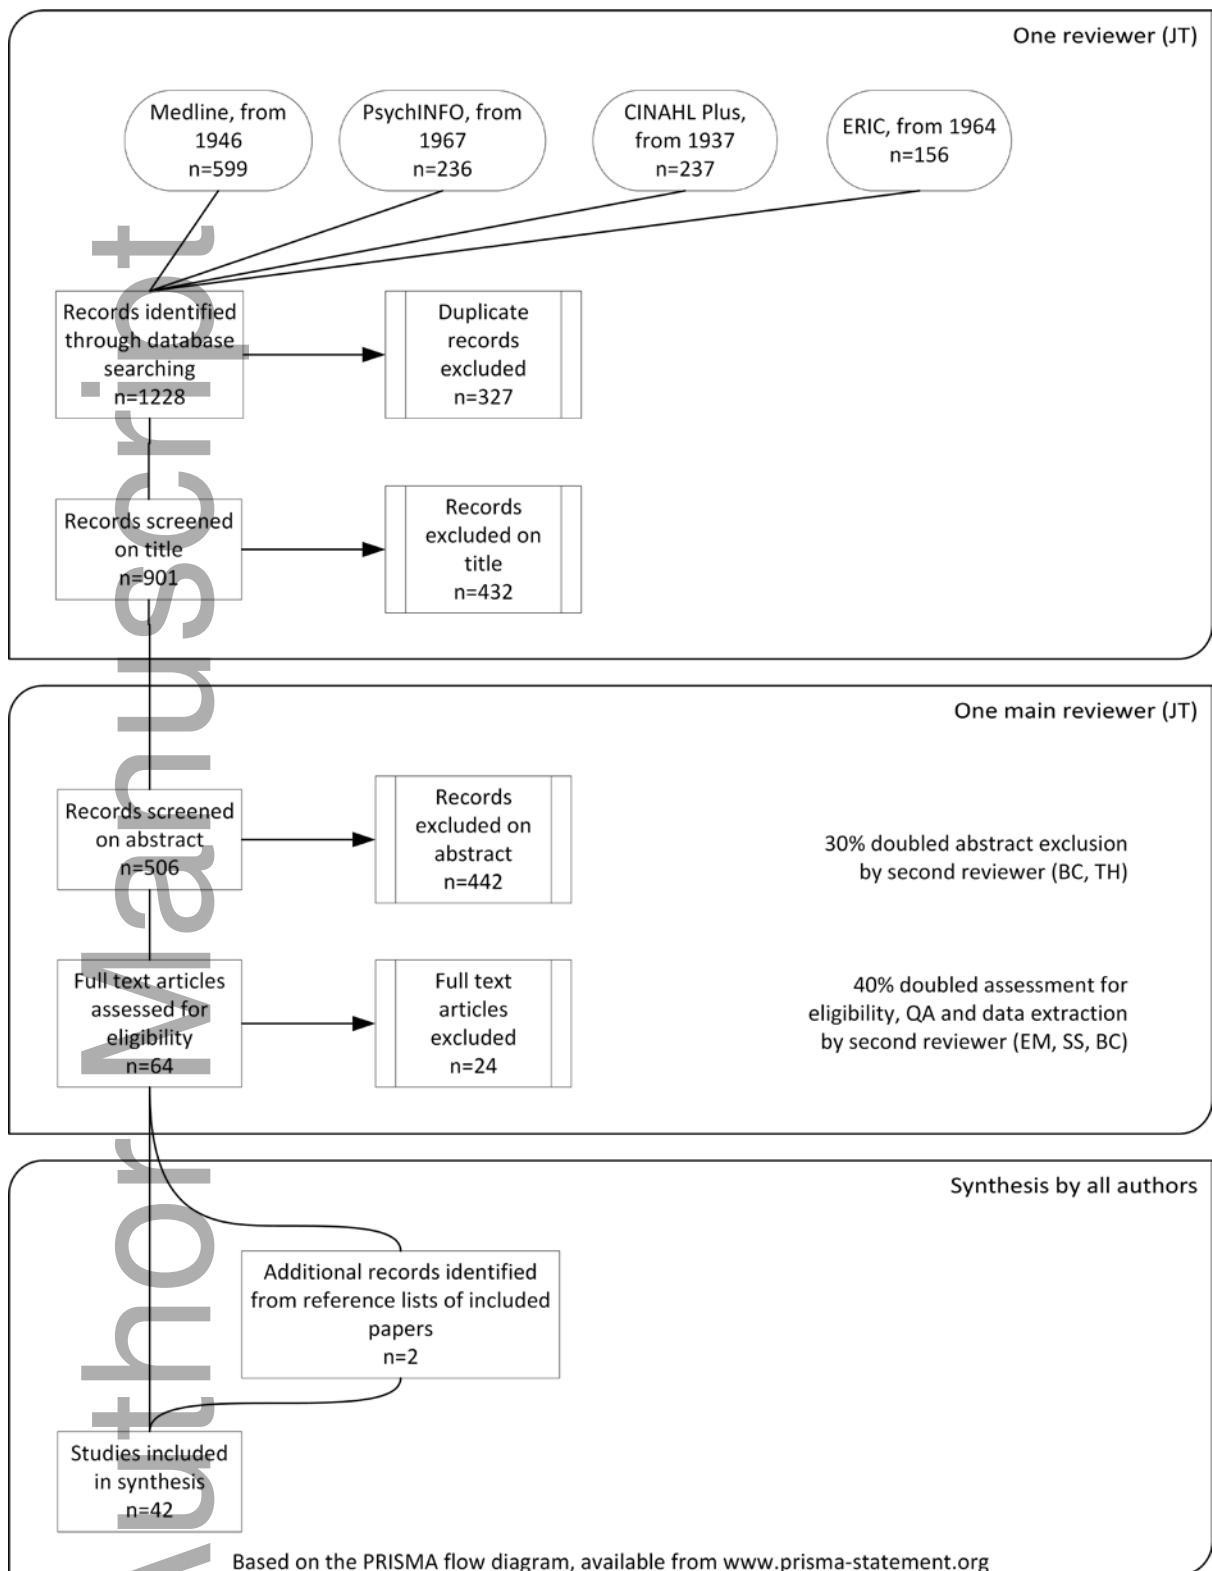 One reviewer (JT)
Medline, from
1946
n=599
PsychINFO, from
1967
n=236
CINAHL Plus,
from 1937
n=237
ERIC, from 1964
n=156
Records identified
through database
searching
n=1228
Duplicate
records
excluded
n=327
Records screened
on title
n=901
Records
excluded on
title
n=432
One main reviewer (JT)
Records screened
on abstract
n=506
Records
excluded on
abstract
n=442
30% doubled abstract exclusion
by second reviewer (BC, TH)
Full text articles
assessed for
eligibility
n=64
Full text
articles
excluded
n=24
40% doubled assessment for
eligibility, QA and data extraction
by second reviewer (EM, SS, BC)
Synthesis by all authors
Additional records identified
from reference lists of included
papers
n=2
Studies included
in synthesis
n=42
Based on the PRISMA flow diagram, available from www.prisma-statement.org
Author Manuscript